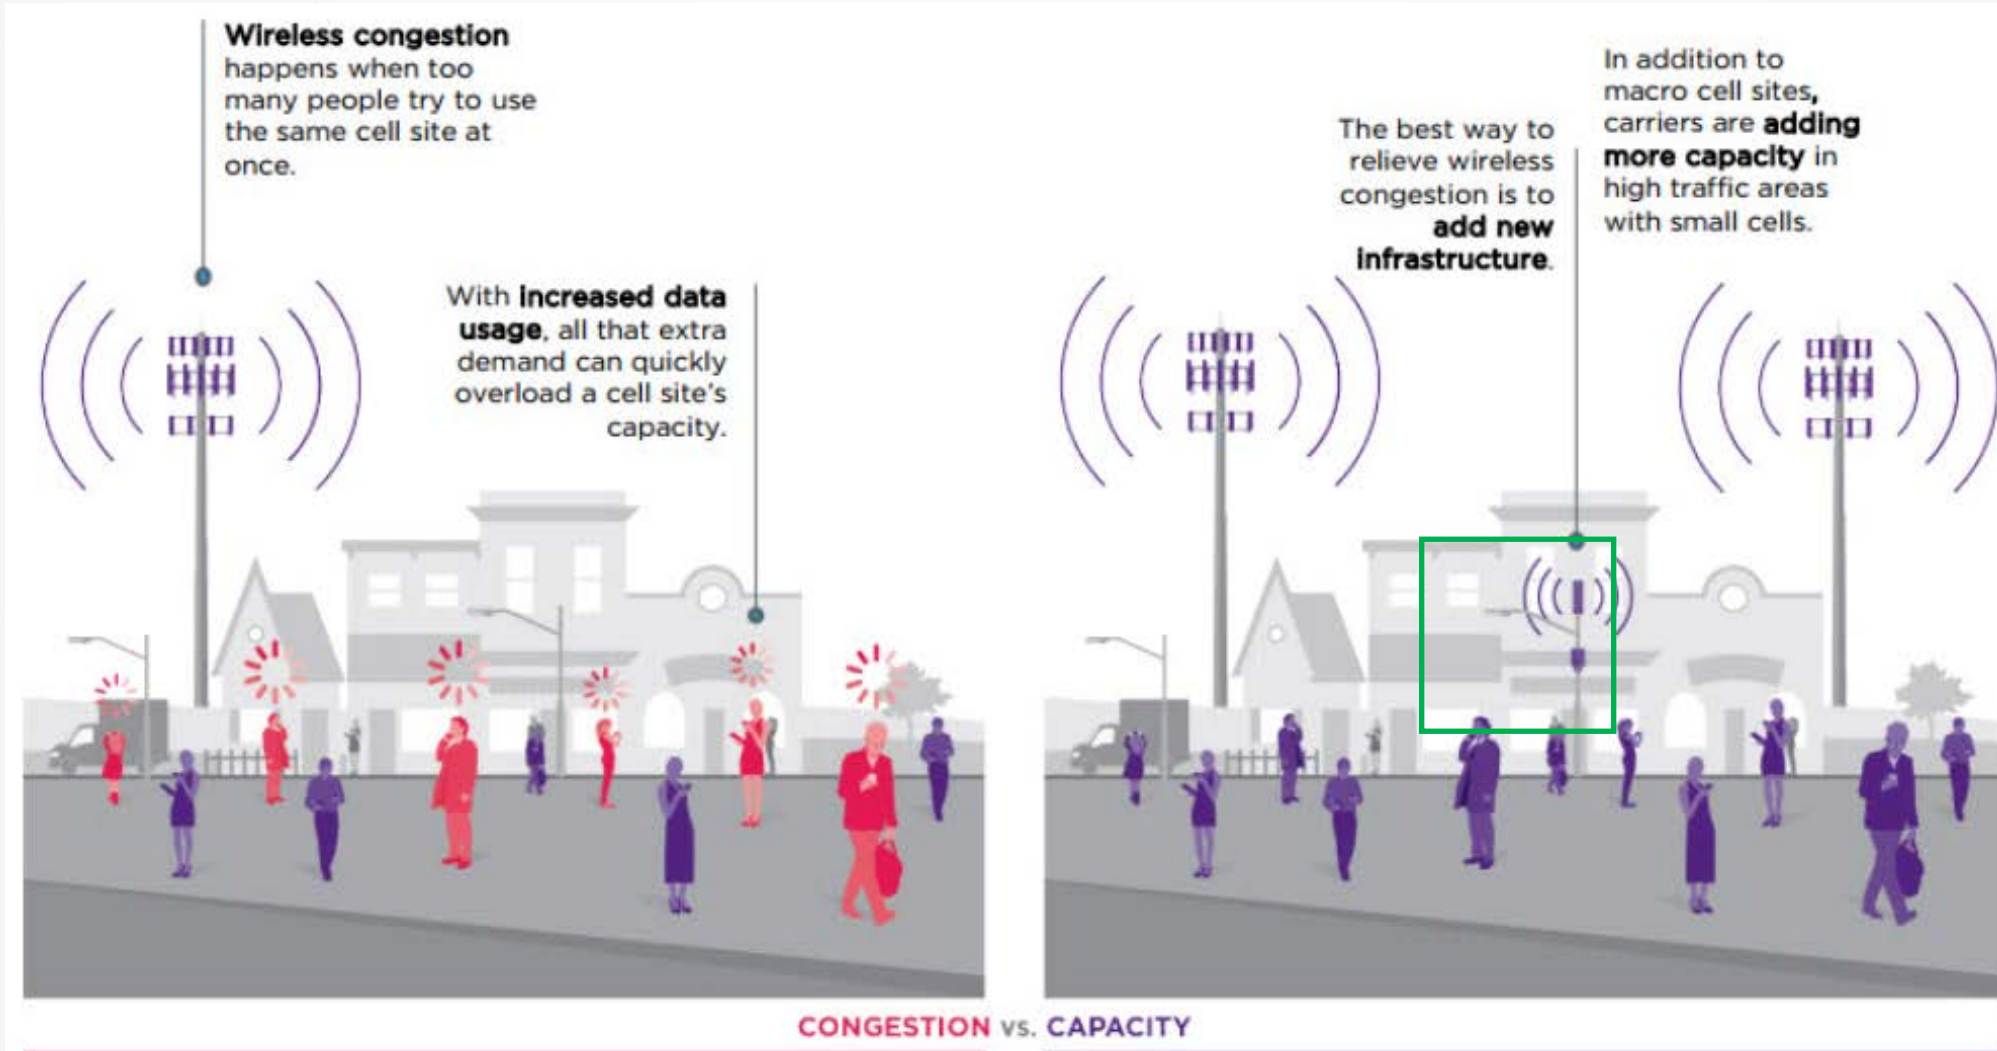 Wireless congestion
happens when too
many people try to use
the same cell site at
once.
With increased data
usage, all that extra
demand can quickly
overload a cell site's
capacity.
The best way to
relieve wireless
congestion is to
add new
infrastructure.
In addition to
macro cell sites,
carriers are adding
more capacity in
high traffic areas
with small cells.
CONGESTION vs. CAPACITY